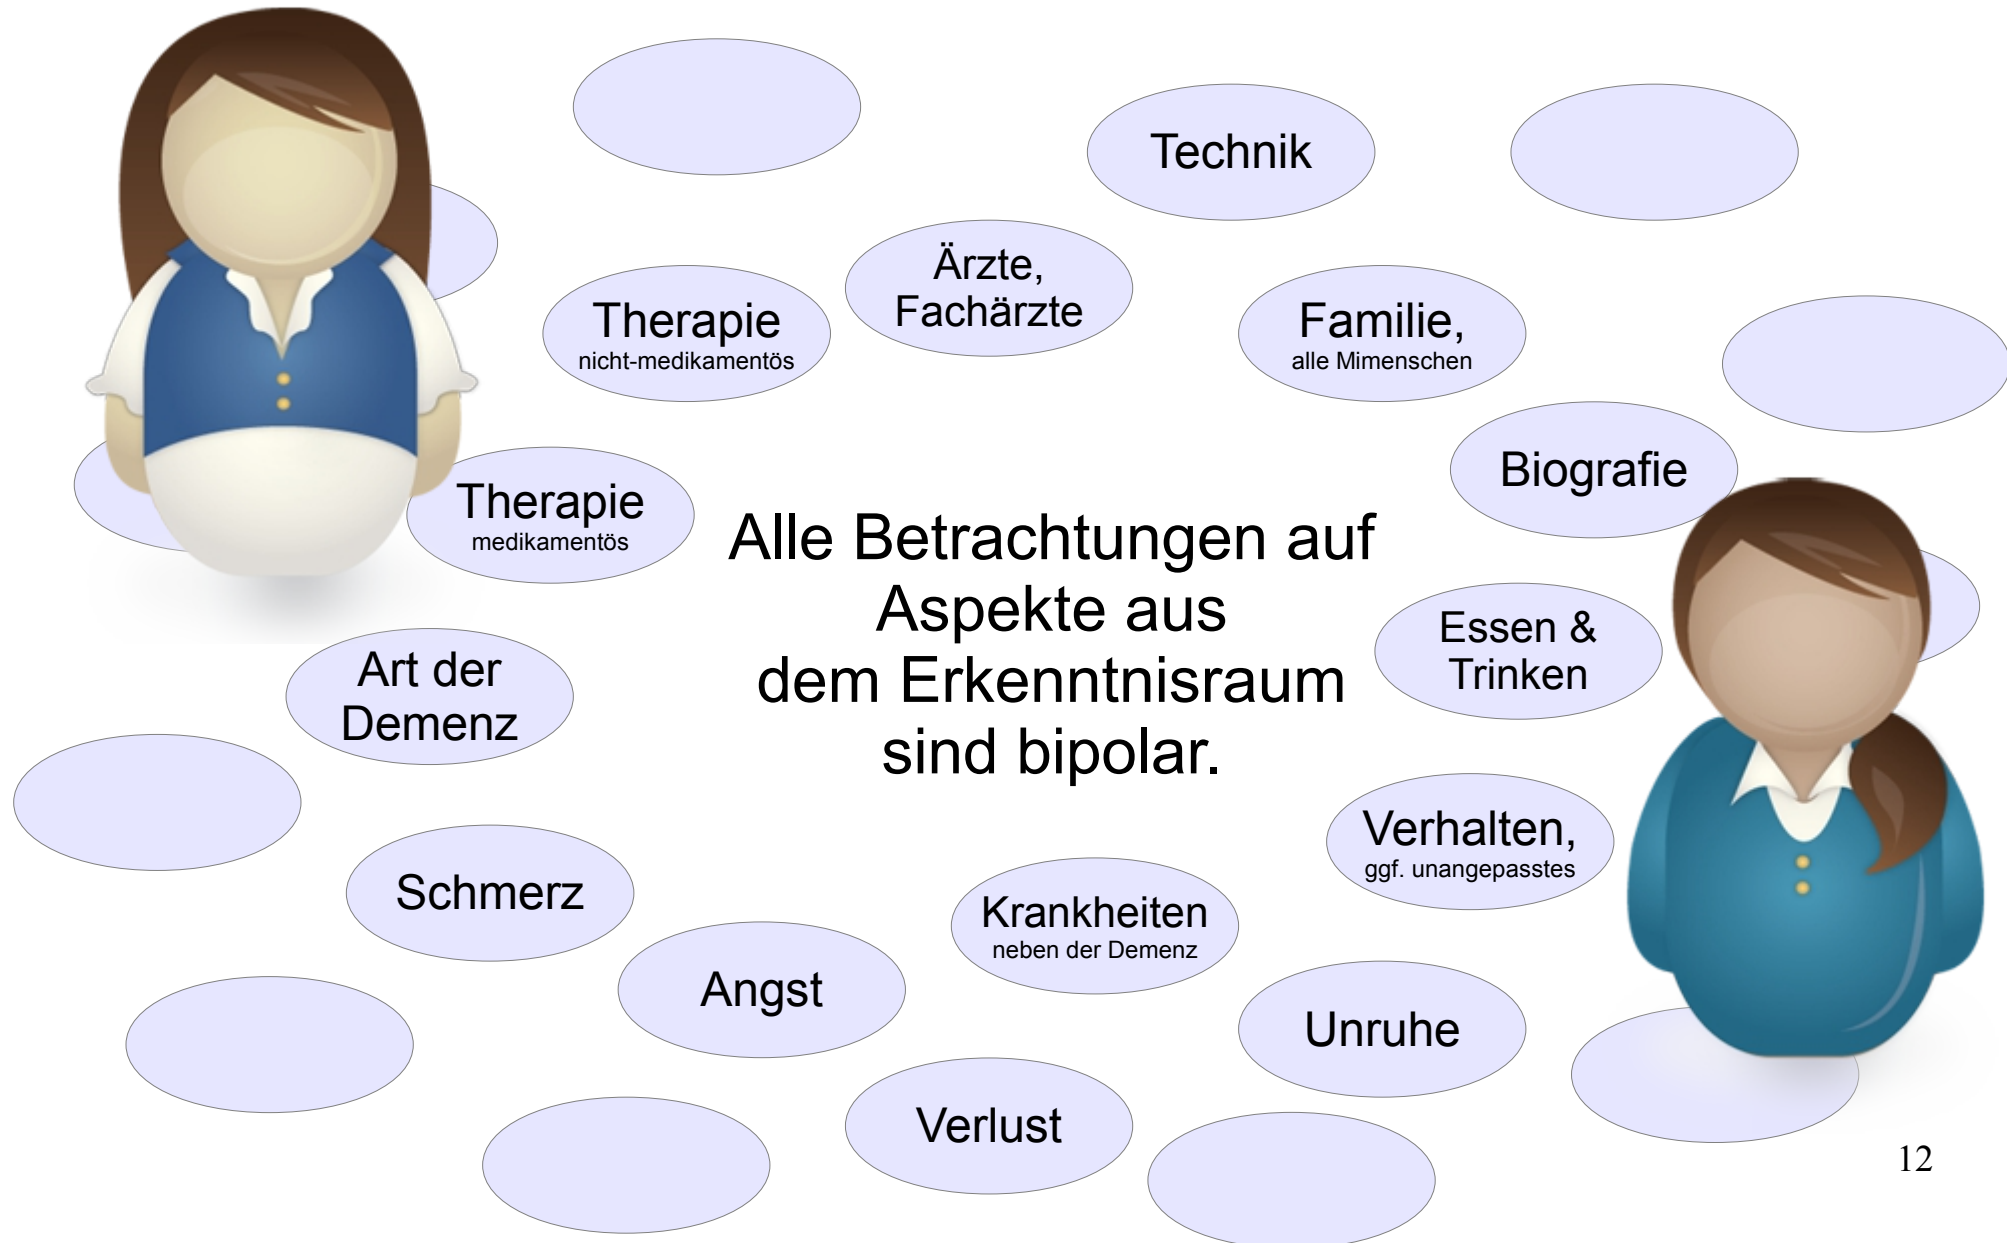 Technik
Ärzte,
Fachärzte
Therapie
nicht-medikamentös
Familie,
alle Mimenschen
Biografie
Therapie
medikamentös
Alle Betrachtungen auf
Aspekte aus
dem Erkenntnisraum
sind bipolar.
Essen &
Trinken
Art der
Demenz
Verhalten,
ggf. unangepasstes
Schmerz
Krankheiten
neben der Demenz
Angst
Unruhe
Verlust
12